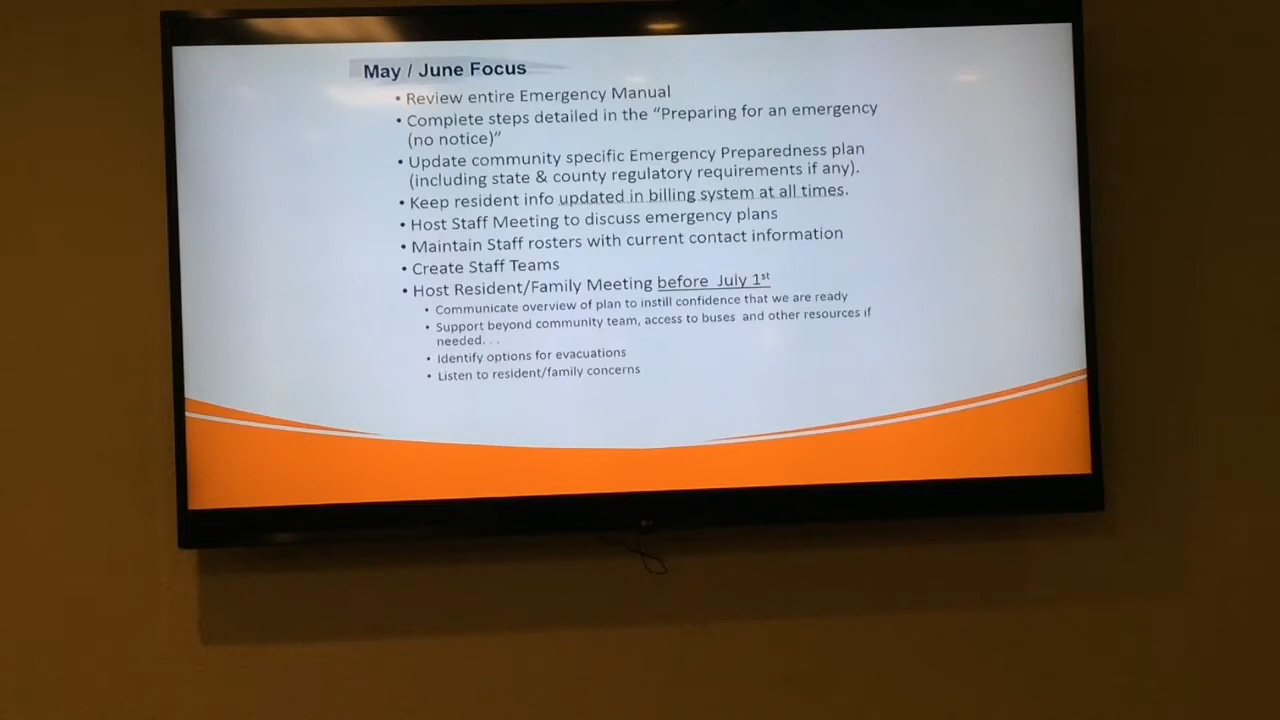 May / June Focus
• Review entire Emergency Manual
• Complete steps detailed in the “Preparing for an emergency
(no notice)”
• Update community specific Emergency Preparedness plan
(including state & county regulatory requirements if any).
• Keep resident info updated in billing system at all times.
• Host Staff Meeting to discuss emergency plans
• Maintain Staff rosters with current contact information
• Create Staff Teams
• Host Resident/Family Meeting before July 1st
• Communicate overview of plan to instill confidence that we are ready
• Support beyond community team, access to buses and other resources if
needed. . .
• Identify options for evacuations
• Listen to resident/family concerns